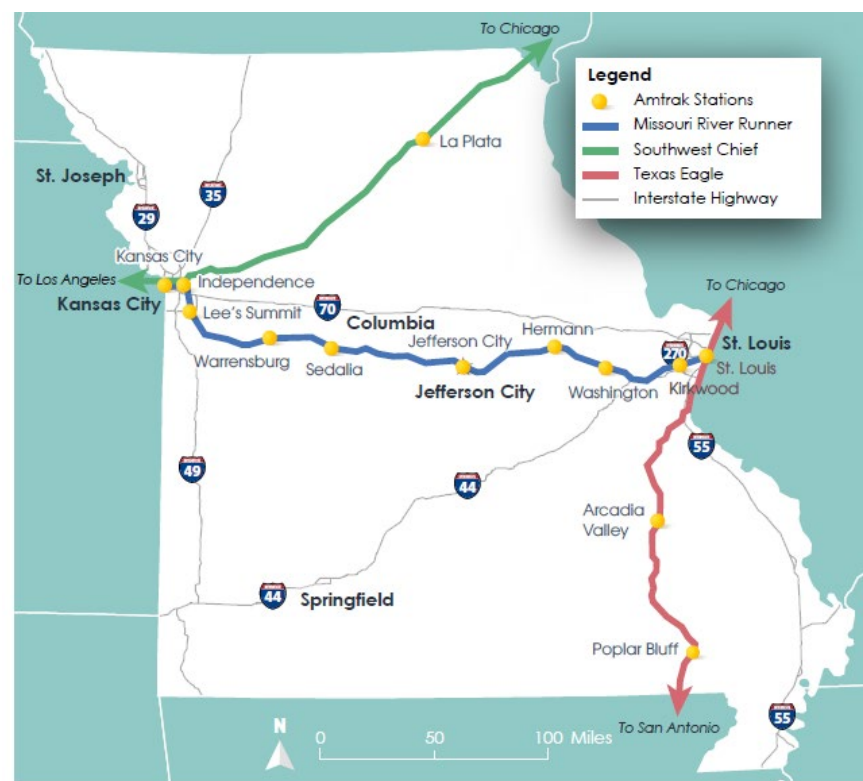 To Chicago
Legend
Amtrak Stations
Missouri River Runner
Southwest Chief
Texas Eagle
Interstate Highway
La Plata
St. Joseph
35
29
Kansas City
To Los Angeles
Independence
Kansas City
Lee's Summit
70
Columbia
To Chicago
Jefferson City
Hermann
St. Louis
270
St. Louis
Warrensburg
Sedalia
Jefferson City
Washington
Kirkwood
55
49
44
Arcadia
Valley
44
Springfield
Poplar Bluff
55
To San Antonio
N
0
50
100 Miles